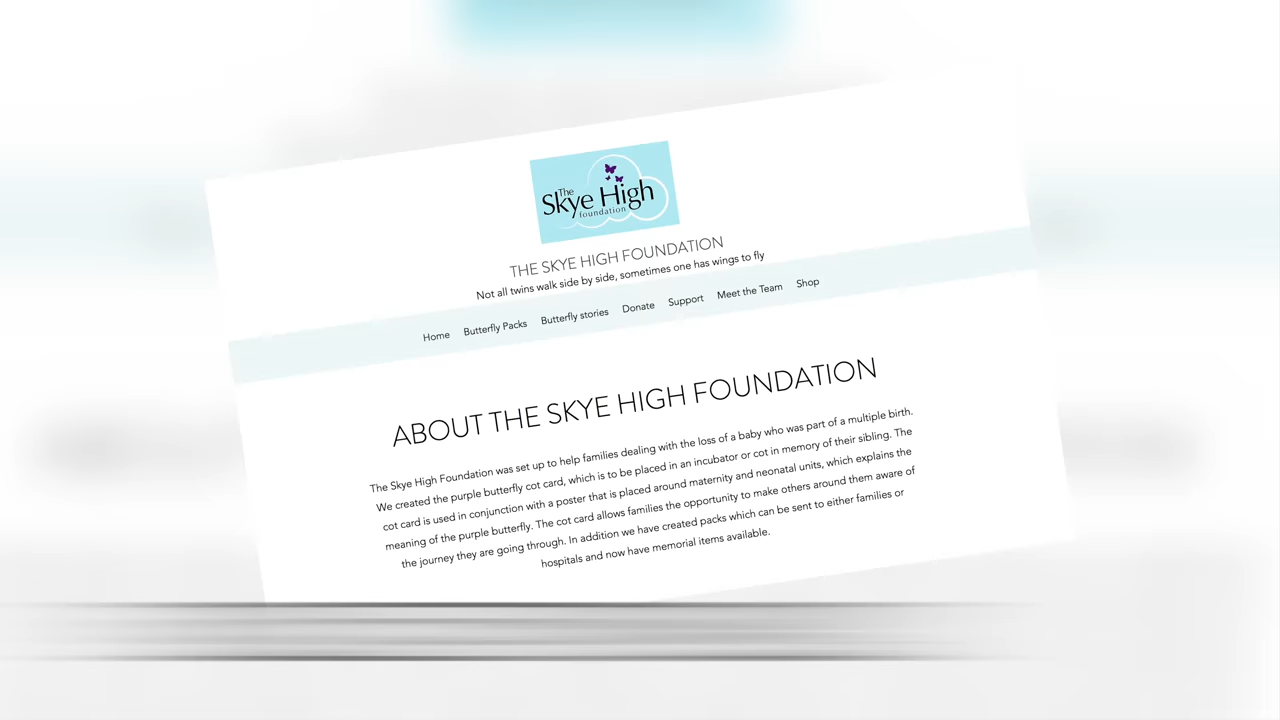 The
Skye High
foundation
THE SKYE HIGH FOUNDATION
Not all twins walk side by side, sometimes one has wings to fly
Home Butterfly Packs Butterfly stories Donate Support Meet the Team Shop
ABOUT THE SKYE HIGH FOUNDATION
The Skye High Foundation was set up to help families dealing with the loss of a baby who was part of a multiple birth.
We created the purple butterfly cot card, which is to be placed in an incubator or cot in memory of their sibling. The
cot card is used in conjunction with a poster that is placed around maternity and neonatal units, which explains the
meaning of the purple butterfly. The cot card allows families the opportunity to make others around them aware of
the journey they are going through. In addition we have created packs which can be sent to either families or
hospitals and now have memorial items available.